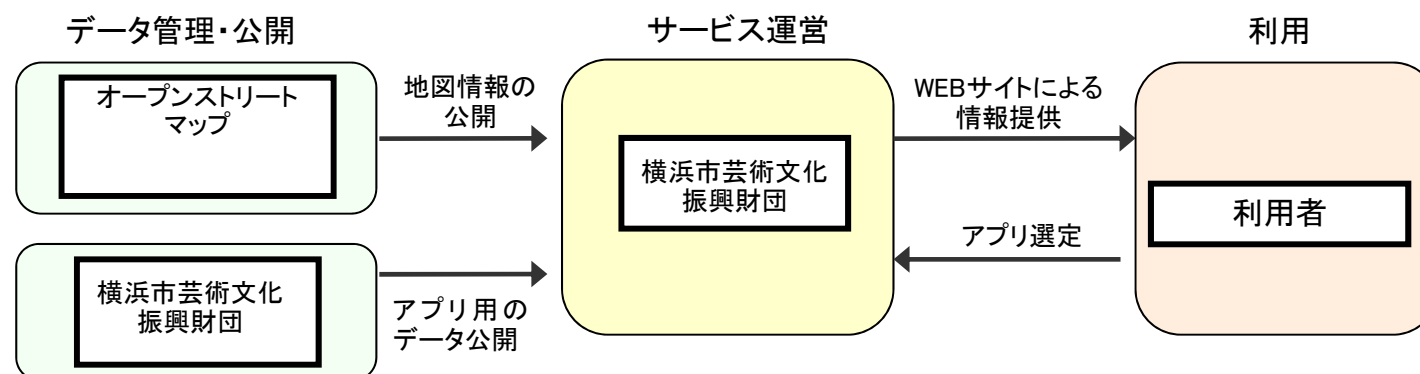 データ管理・公開
サービス運営
利用
オープンストリート
マップ
地図情報の
公開
横浜市芸術文化
振興財団
アプリ用の
データ公開
横浜市芸術文化
振興財団
WEBサイトによる
情報提供
アプリ選定
利用者